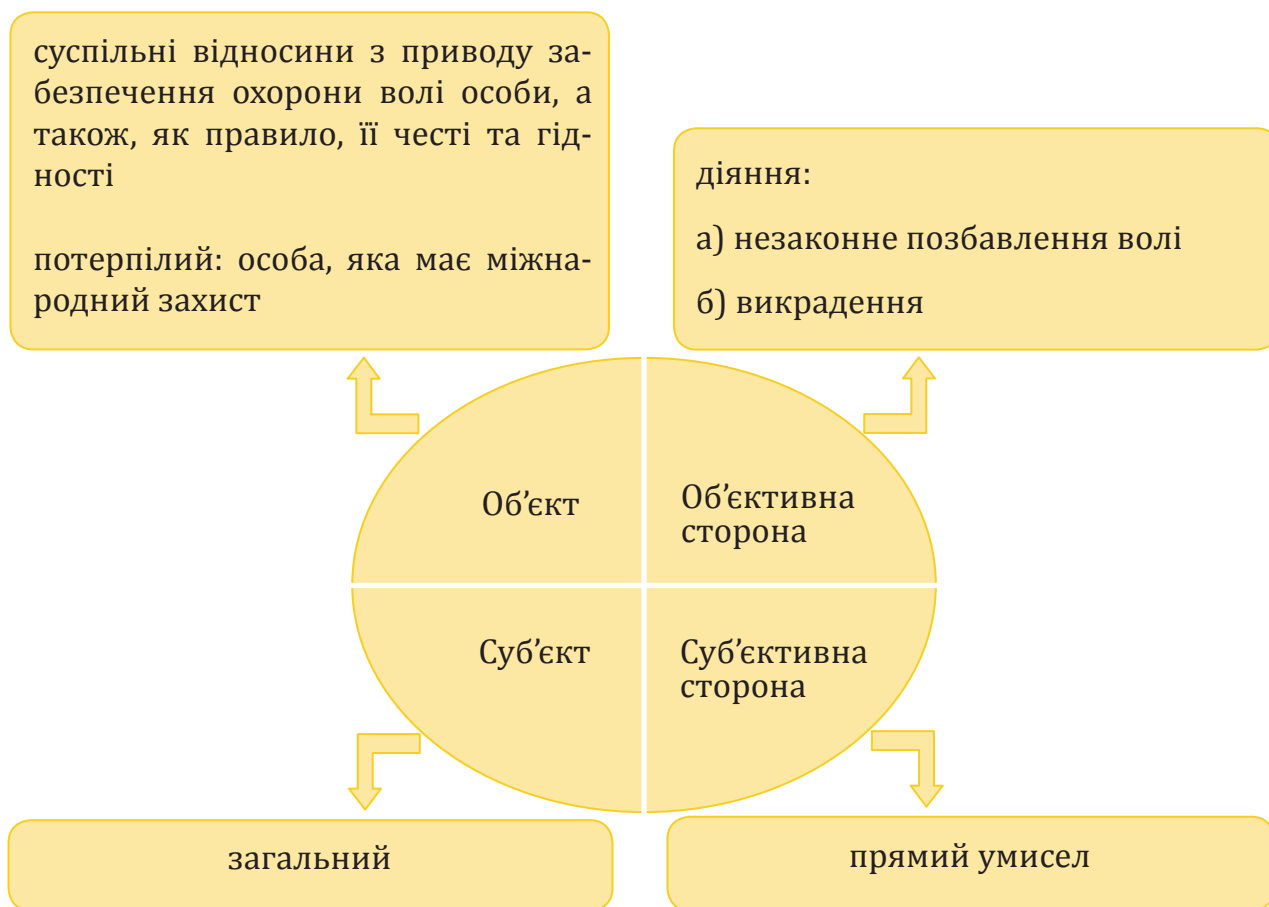 суспільні відносини з приводу за-
безпечення охорони волі особи, а
також, як правило, її честі та гід-
ності
потерпілий: особа, яка має міжна-
родний захист
діяння:
а) незаконне позбавлення волі
б) викрадення
Об’єкт
Об’єктивна
сторона
Суб’єкт
Суб’єктивна
сторона
загальний
прямий умисел